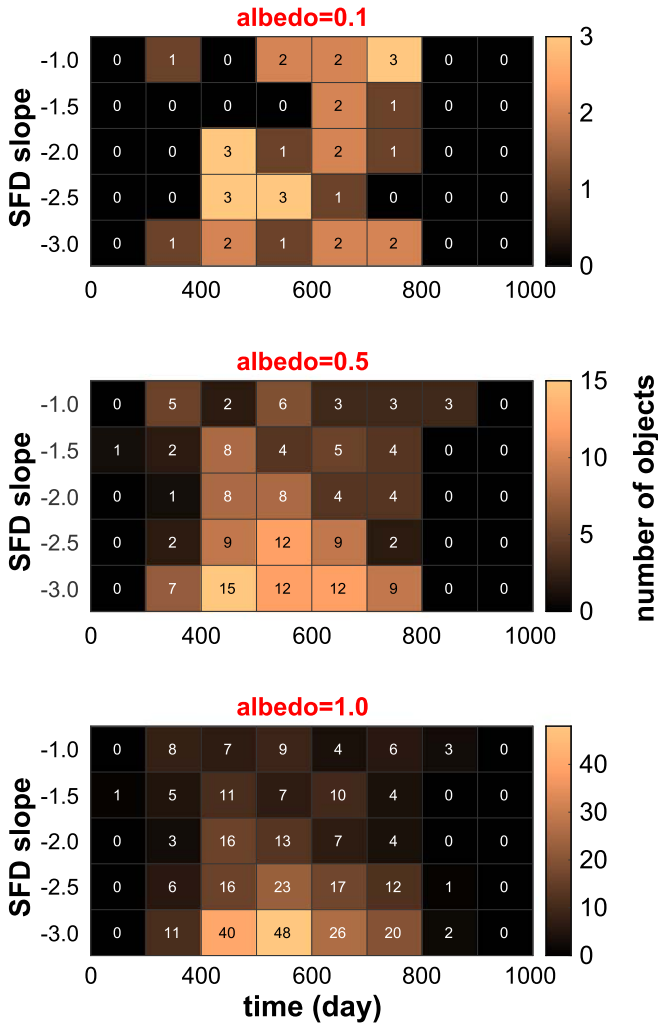 albedo=0.1
-1.0 0 1 0 2 2 3 0 0 3
-1.5 0 0 0 0 2 1 0 0
2
-2.0 0 0 3 1 2 1 0 0
1
-2.5 0 0 3 3 1 0 0 0
-3.0 0 1 2 1 2 2 0 0 0
SFD slope
0 400 600 800 1000
albedo=0.5
-1.0 0 5 2 6 3 3 3 0 15
-1.5 1 2 8 4 5 4 0 0 10
-2.0 0 1 8 8 4 4 0 0
-2.5 0 2 9 12 9 2 0 0 5
-3.0 0 7 15 12 12 9 0 0 0
SFD slope
number of objects
0 400 600 800 1000
albedo=1.0
-1.0 0 8 7 9 4 6 3 0 40
-1.5 1 5 11 7 10 4 0 0 30
-2.0 0 3 16 13 7 4 0 0 20
-2.5 0 6 16 23 17 12 1 0 10
-3.0 0 11 40 48 26 20 2 0 0
SFD slope
0 400 600 800 1000
time (day)